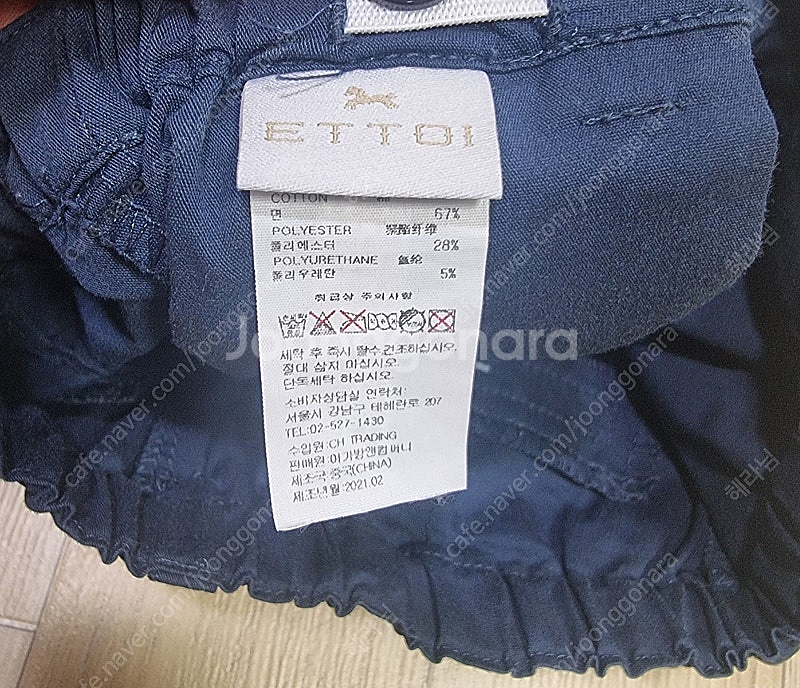 ETTOI
COTTON
면 67%
POLYESTER 聚酯纤维
폴리에스터 28%
POLYURETHANE 氨纶
폴리우레탄 5%
취급상 주의사항
세탁 후 즉시 탈수,건조하십시오.
절대 삶지 마십시오.
단독세탁 하십시오.
소비자상담실 연락처:
서울시 강남구 테헤란로 207
TEL:02-527-1430
수입원:CH TRADING
판매원:아가방앤컴퍼니
제조국:중국(CHINA)
제조년월:2021.02
Joonggonara
cafe.naver.com/joonggonara
헤라님